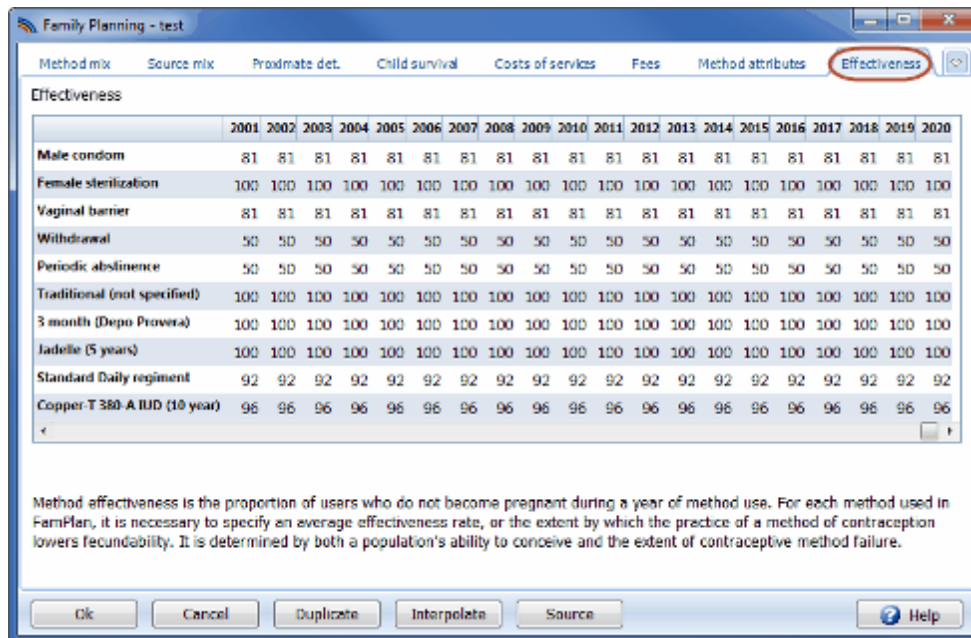 Family Planning - test
Method mix Source mix Proximate det. Child survival Costs of services Fees Method attributes Effectiveness
Effectiveness
2001 2002 2003 2004 2005 2006 2007 2008 2009 2010 2011 2012 2013 2014 2015 2016 2017 2018 2019 2020
Male condom 81 81 81 81 81 81 81 81 81 81 81 81 81 81 81 81 81 81 81 81
Female sterilization 100 100 100 100 100 100 100 100 100 100 100 100 100 100 100 100 100 100 100 100
Vaginal barrier 81 81 81 81 81 81 81 81 81 81 81 81 81 81 81 81 81 81 81 81
Withdrawal 50 50 50 50 50 50 50 50 50 50 50 50 50 50 50 50 50 50 50 50
Periodic abstinence 50 50 50 50 50 50 50 50 50 50 50 50 50 50 50 50 50 50 50 50
Traditional (not specified) 100 100 100 100 100 100 100 100 100 100 100 100 100 100 100 100 100 100 100 100
3 month (Depo Provera) 100 100 100 100 100 100 100 100 100 100 100 100 100 100 100 100 100 100 100 100
Jadelle (5 years) 100 100 100 100 100 100 100 100 100 100 100 100 100 100 100 100 100 100 100 100
Standard Daily regiment 92 92 92 92 92 92 92 92 92 92 92 92 92 92 92 92 92 92 92 92
Copper-T 380-A IUD (10 year) 96 96 96 96 96 96 96 96 96 96 96 96 96 96 96 96 96 96 96 96
Method effectiveness is the proportion of users who do not become pregnant during a year of method use. For each method used in
FamPlan, it is necessary to specify an average effectiveness rate, or the extent by which the practice of a method of contraception
lowers fecundability. It is determined by both a population's ability to conceive and the extent of contraceptive method failure.
Ok Cancel Duplicate Interpolate Source Help